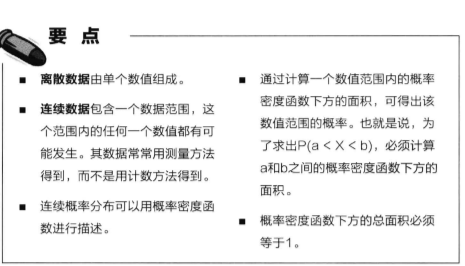 要 点
■ 离散数据由单个数值组成。
■ 连续数据包含一个数据范围，这
个范围内的任何一个数值都有可
能发生。其数据常常用测量方法
得到，而不是用计数方法得到。
■ 连续概率分布可以用概率密度函
数进行描述。
■ 通过计算一个数值范围内的概率
密度函数下方的面积，可得出该
数值范围的概率。也就是说，为
了求出P(a < X < b)，必须计算
a和b之间的概率密度函数下方的
面积。
■ 概率密度函数下方的总面积必须
等于1。